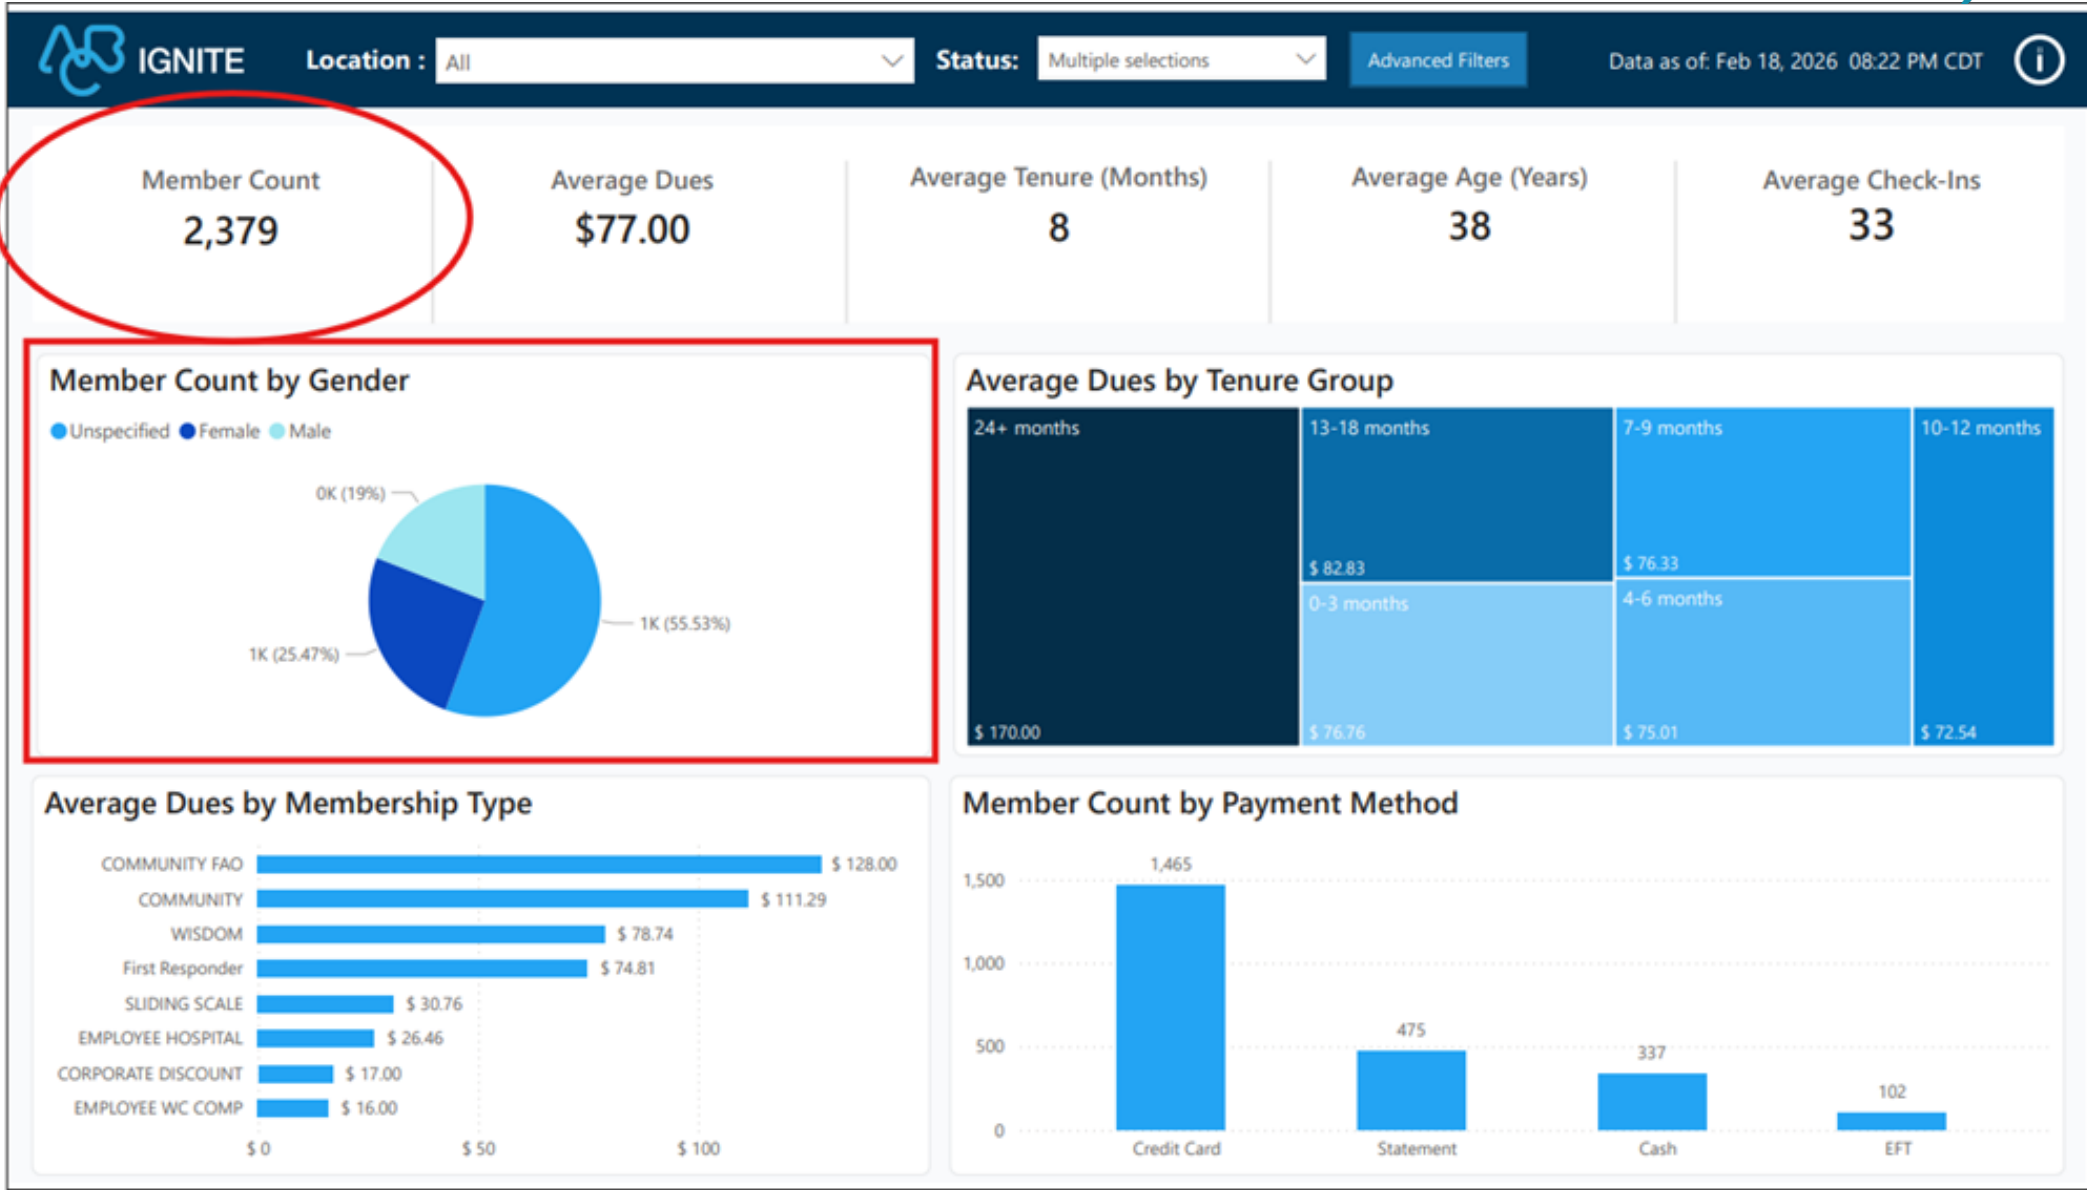 ABC IGNITE
Location :
All
Status:
Multiple selections
Advanced Filters
Data as of: Feb 18, 2026 08:22 PM CDT
i
Member Count
2,379
Average Dues
$77.00
Average Tenure (Months)
8
Average Age (Years)
38
Average Check-Ins
33
Member Count by Gender
Unspecified Female Male
0K (19%)
1K (55.53%)
1K (25.47%)
Average Dues by Tenure Group
24+ months
$ 170.00
13-18 months
$ 82.83
0-3 months
$ 76.76
7-9 months
$ 76.33
4-6 months
$ 75.01
10-12 months
$ 72.54
Average Dues by Membership Type
COMMUNITY FAO $ 128.00
COMMUNITY $ 111.29
WISDOM $ 78.74
First Responder $ 74.81
SLIDING SCALE $ 30.76
EMPLOYEE HOSPITAL $ 26.46
CORPORATE DISCOUNT $ 17.00
EMPLOYEE WC COMP $ 16.00
$ 0 $ 50 $ 100
Member Count by Payment Method
1,500
1,000
500
0
1,465
475
337
102
Credit Card Statement Cash EFT